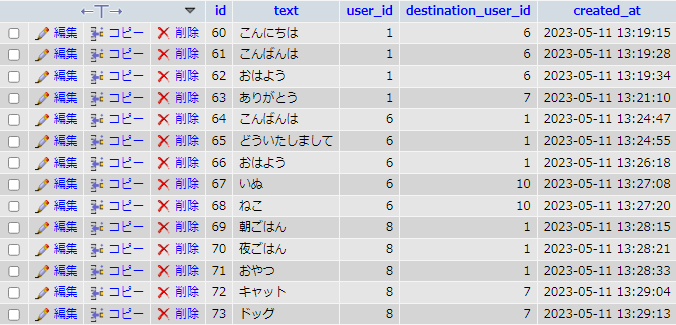 ←T→ id text user_id destination_user_id created_at
編集 コピー 削除 60 こんにちは 1 6 2023-05-11 13:19:15
編集 コピー 削除 61 こんばんは 1 6 2023-05-11 13:19:28
編集 コピー 削除 62 おはよう 1 6 2023-05-11 13:19:34
編集 コピー 削除 63 ありがとう 1 7 2023-05-11 13:21:10
編集 コピー 削除 64 こんばんは 6 1 2023-05-11 13:24:47
編集 コピー 削除 65 どういたしまして 6 1 2023-05-11 13:24:55
編集 コピー 削除 66 おはよう 6 1 2023-05-11 13:26:18
編集 コピー 削除 67 いぬ 6 10 2023-05-11 13:27:08
編集 コピー 削除 68 ねこ 6 10 2023-05-11 13:27:20
編集 コピー 削除 69 朝ごはん 8 1 2023-05-11 13:28:15
編集 コピー 削除 70 夜ごはん 8 1 2023-05-11 13:28:21
編集 コピー 削除 71 おやつ 8 1 2023-05-11 13:28:33
編集 コピー 削除 72 キャット 8 7 2023-05-11 13:29:04
編集 コピー 削除 73 ドッグ 8 7 2023-05-11 13:29:13